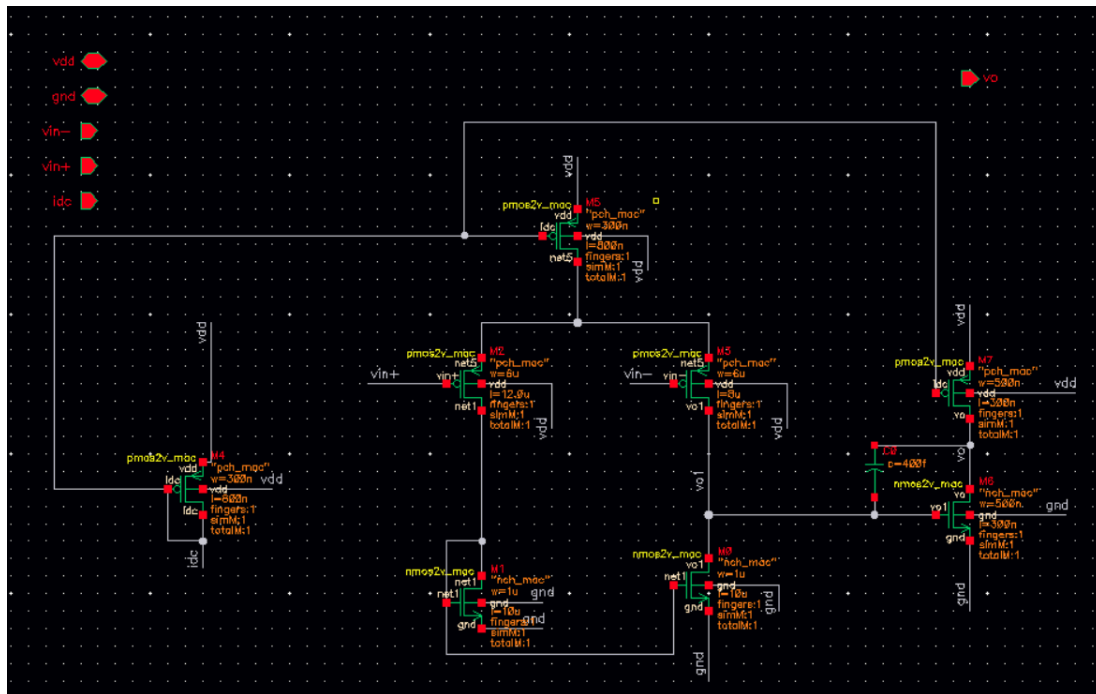 vdd
gnd
vin-
vin+
idc
vo
vdd
pmos2v_mac
"pch_mac"
w=300n
l=800n
fingers:1
simM:1
totalM:1
vdd
idc
vdd
net5
vdd
pmos2v_mac
M2
"pch_mac"
w=6u
l=12.0u
fingers:1
simM:1
totalM:1
vin+
net5
vin+
vdd
net1
vdd
pmos2v_mac
"pch_mac"
w=6u
fingers:1
simM:1
totalM:1
vin-
net5
vin-
vdd
vo1
vdd
vdd
pmos2v_mac
M7
"pch_mac"
w=500n
l=300n
fingers:1
simM:1
totalM:1
vdd
idc
vdd
vo
vdd
vdd
pmos2v_mac
M4
"pch_mac"
w=300n
l=800n
fingers:1
simM:1
totalM:1
vdd
idc
vdd
idc
vdd
idc
vo1
C0
c=400f
vo
nmos2v_mac
M6
"nch_mac"
w=500n
l=300n
fingers:1
simM:1
totalM:1
vo
vo1
gnd
gnd
gnd
gnd
nmos2v_mac
M1
"nch_mac"
w=1u
l=10u
fingers:1
simM:1
totalM:1
net1
net1
gnd
gnd
gnd
gnd
nmos2v_mac
M0
"nch_mac"
w=1u
l=10u
fingers:1
simM:1
totalM:1
vo1
net1
gnd
gnd
gnd
gnd